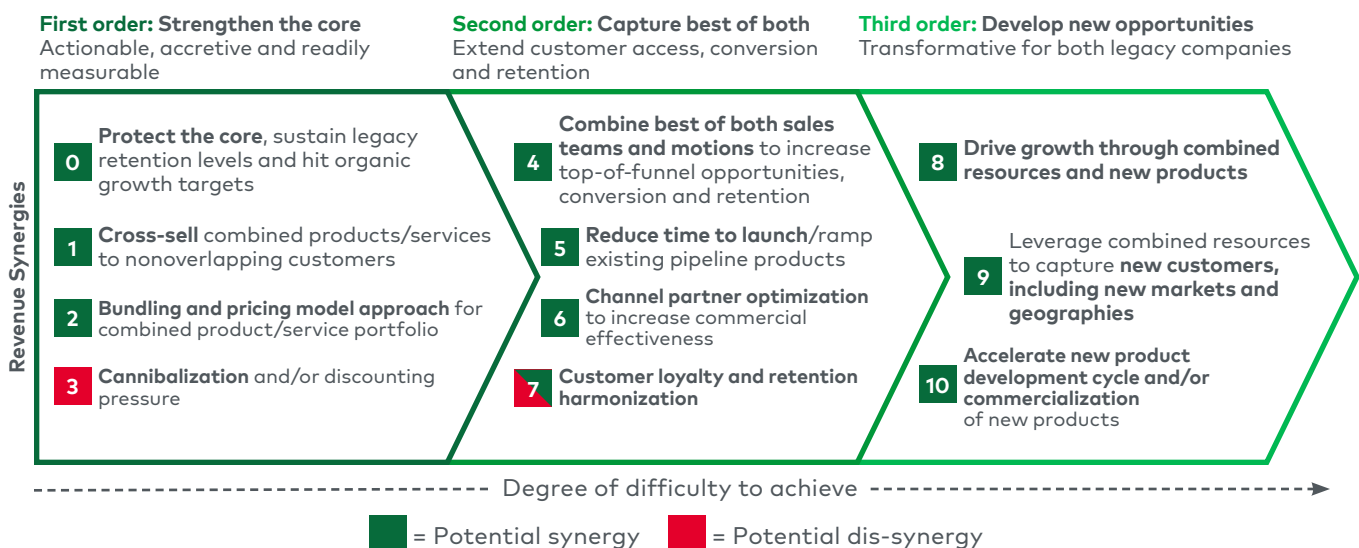 First order: Strengthen the core
Actionable, accretive and readily
measurable
Second order: Capture best of both
Extend customer access, conversion
and retention
Third order: Develop new opportunities
Transformative for both legacy companies
Revenue Synergies
0
Protect the core, sustain legacy
retention levels and hit organic
growth targets
1
Cross-sell combined products/services
to nonoverlapping customers
2
Bundling and pricing model approach for
combined product/service portfolio
3
Cannibalization and/or discounting
pressure
4
Combine best of both sales
teams and motions to increase
top-of-funnel opportunities,
conversion and retention
5
Reduce time to launch/ramp
existing pipeline products
6
Channel partner optimization
to increase commercial
effectiveness
7
Customer loyalty and retention
harmonization
8
Drive growth through combined
resources and new products
9
Leverage combined resources
to capture new customers,
including new markets and
geographies
10
Accelerate new product
development cycle and/or
commercialization
of new products
Degree of difficulty to achieve
= Potential synergy
= Potential dis-synergy